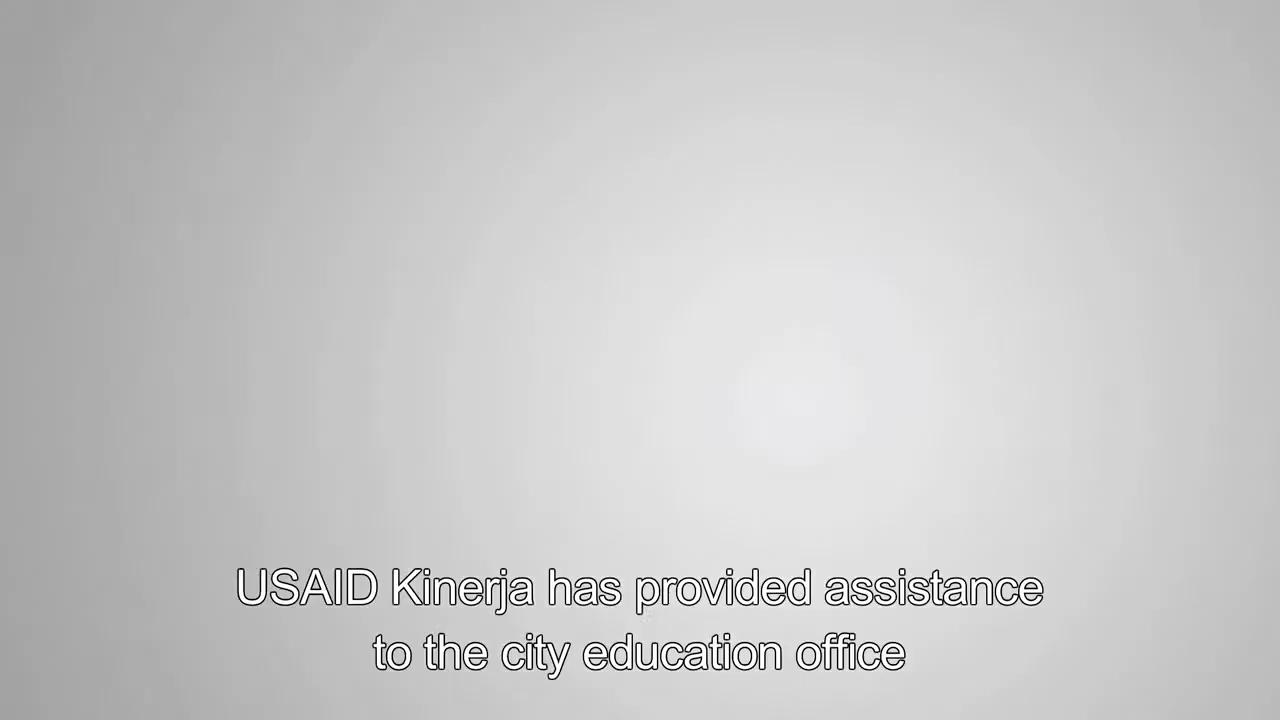 USAID Kinerja has provided assistance
to the city education office